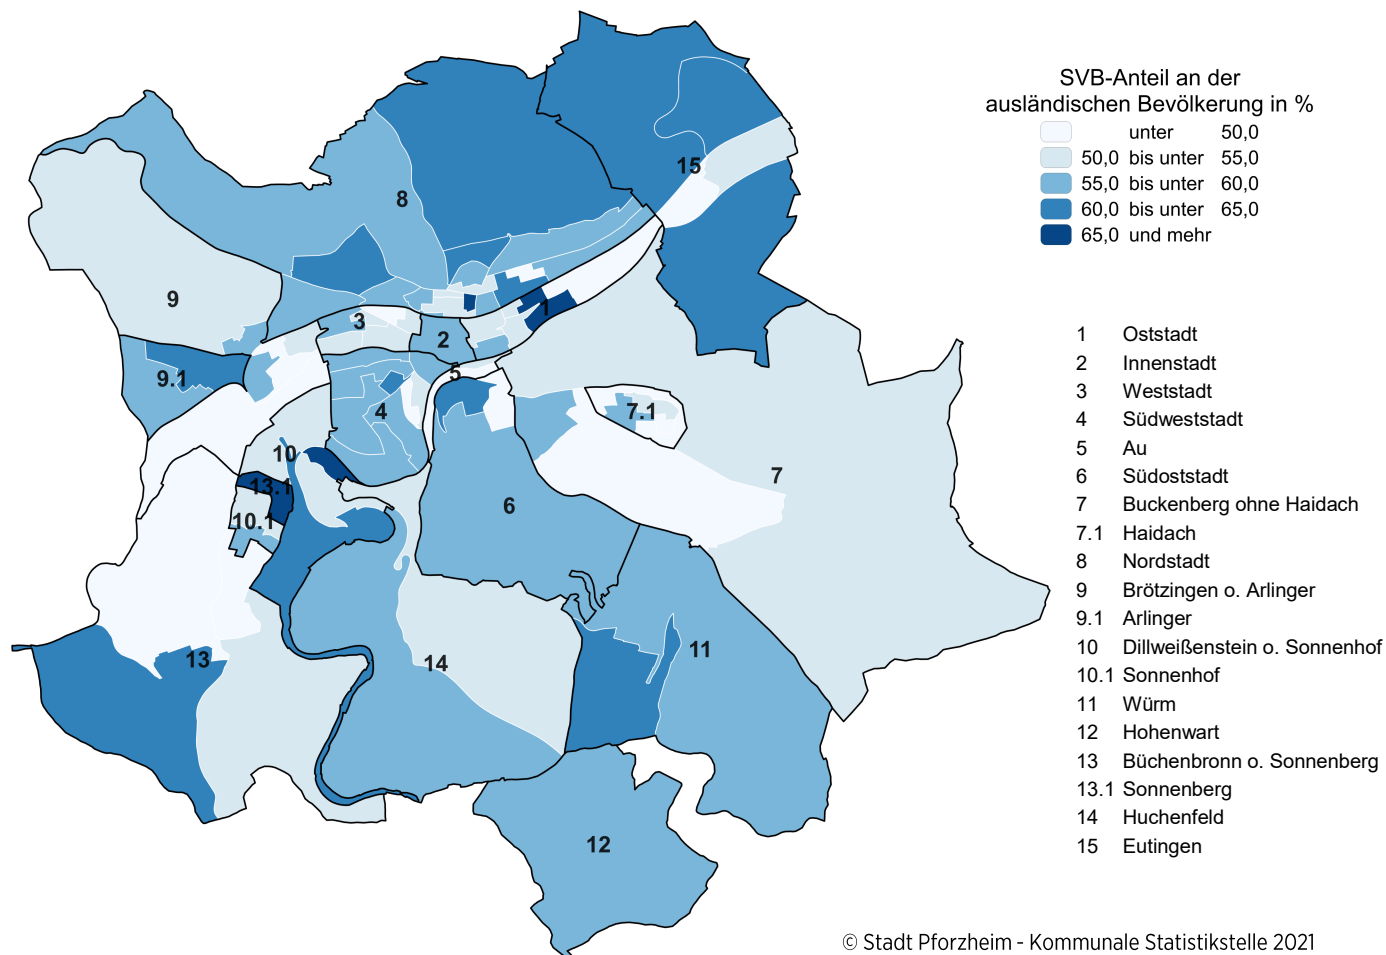 SVB-Anteil an der
ausländischen Bevölkerung in %
unter 50,0
50,0 bis unter 55,0
55,0 bis unter 60,0
60,0 bis unter 65,0
65,0 und mehr
15
8
9
1
3
2
9.1
5
4
7.1
10
7
13.1
6
10.1
11
13
14
12
1 Oststadt
2 Innenstadt
3 Weststadt
4 Südweststadt
5 Au
6 Südoststadt
7 Buckenberg ohne Haidach
7.1 Haidach
8 Nordstadt
9 Brötzingen o. Arlinger
9.1 Arlinger
10 Dillweißenstein o. Sonnenhof
10.1 Sonnenhof
11 Würm
12 Hohenwart
13 Büchenbronn o. Sonnenberg
13.1 Sonnenberg
14 Huchenfeld
15 Eutingen
© Stadt Pforzheim - Kommunale Statistikstelle 2021